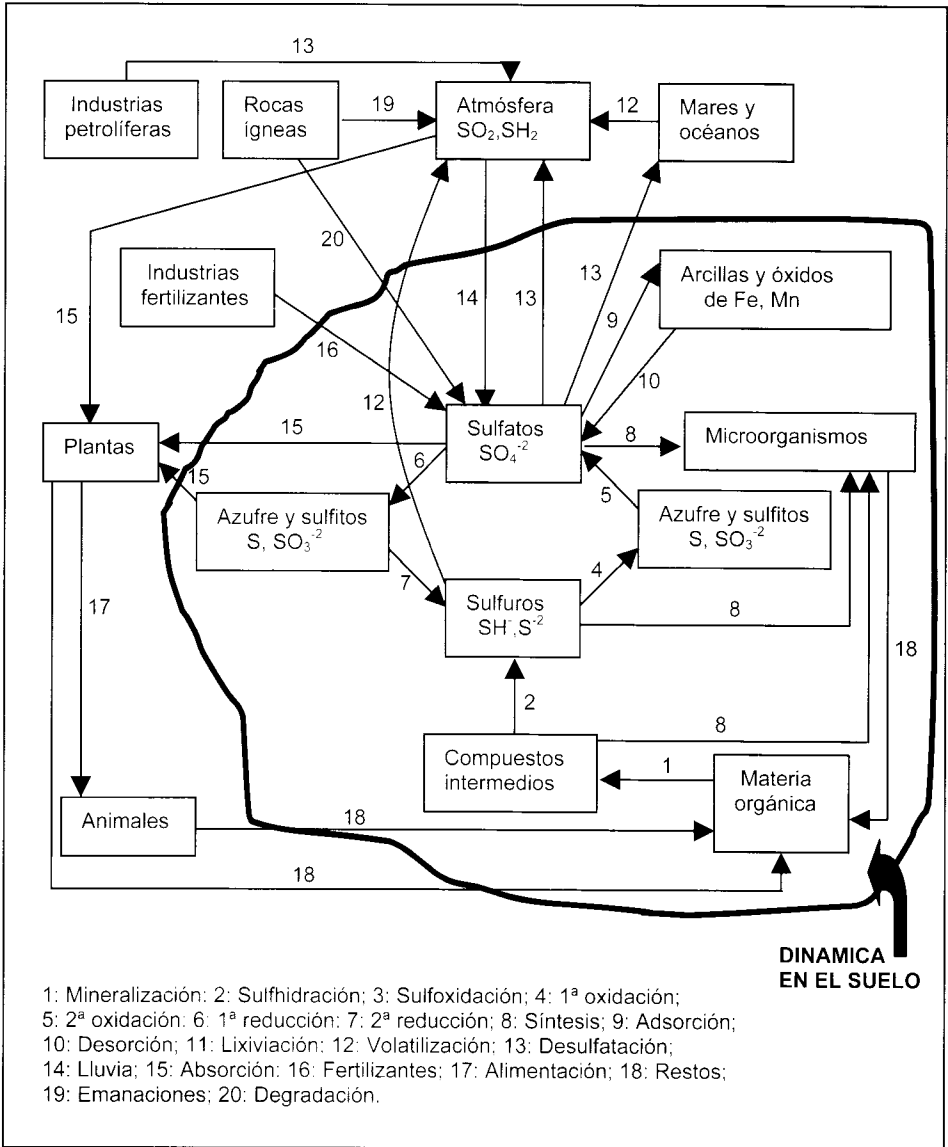 13
Industrias
petrolíferas
Rocas
ígneas
19
Atmósfera
SO2,SH2
12
Mares y
océanos
20
Industrias
fertilizantes
15
16
14
13
13
9
Arcillas y óxidos
de Fe, Mn
10
12
Plantas
15
Sulfatos
SO4-2
8
Microorganismos
15
6
5
Azufre y sulfitos
S, SO3-2
Azufre y sulfitos
S, SO3-2
7
4
Sulfuros
SH-,S-2
8
17
18
2
8
Compuestos
intermedios
1
Materia
orgánica
Animales
18
18
DINAMICA
EN EL SUELO
1: Mineralización: 2: Sulfhidración; 3: Sulfoxidación; 4: 1ª oxidación;
5: 2ª oxidación: 6: 1ª reducción: 7: 2ª reducción; 8: Síntesis; 9: Adsorción;
10: Desorción; 11: Lixiviación: 12: Volatilización; 13: Desulfatación;
14: Lluvia; 15: Absorción: 16: Fertilizantes; 17: Alimentación; 18: Restos;
19: Emanaciones; 20: Degradación.